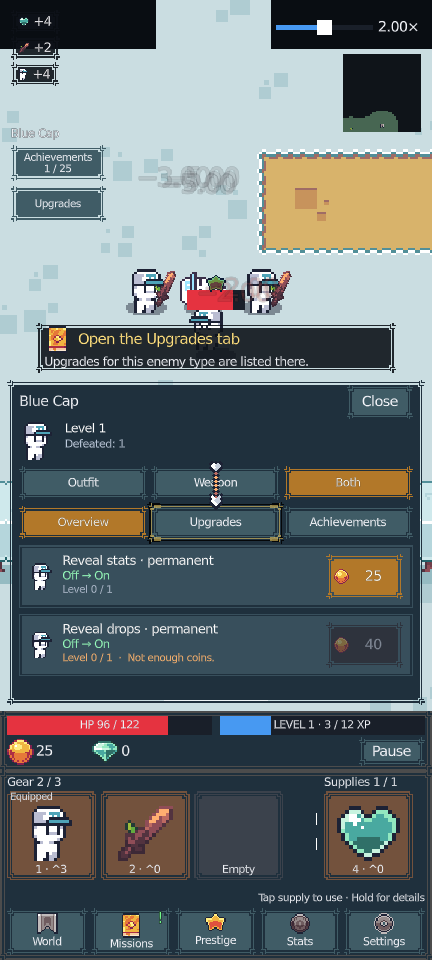 +4
2.00×
+2
+4
Blue Cap
Achievements
1 / 25
Upgrades
Open the Upgrades tab
Upgrades for this enemy type are listed there.
Blue Cap
Close
Level 1
Defeated: 1
Outfit
Weapon
Both
Overview
Upgrades
Achievements
Reveal stats · permanent
Off → On
Level 0 / 1
25
Reveal drops · permanent
Off → On
Level 0 / 1 · Not enough coins.
40
HP 96 / 122
LEVEL 1 · 3 / 12 XP
25
0
Pause
Gear 2 / 3
Supplies 1 / 1
Equipped
1 · ^3
2 · ^0
Empty
4 · ^0
Tap supply to use · Hold for details
World
Missions
!
Prestige
Stats
Settings